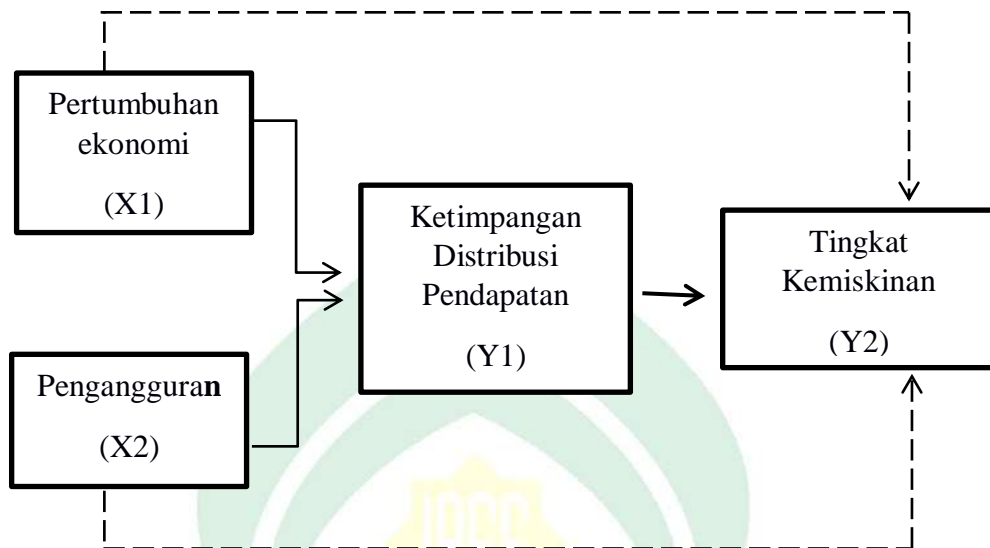 Pertumbuhan
ekonomi
(X1)
Pengangguran
(X2)
Ketimpangan
Distribusi
Pendapatan
(Y1)
Tingkat
Kemiskinan
(Y2)